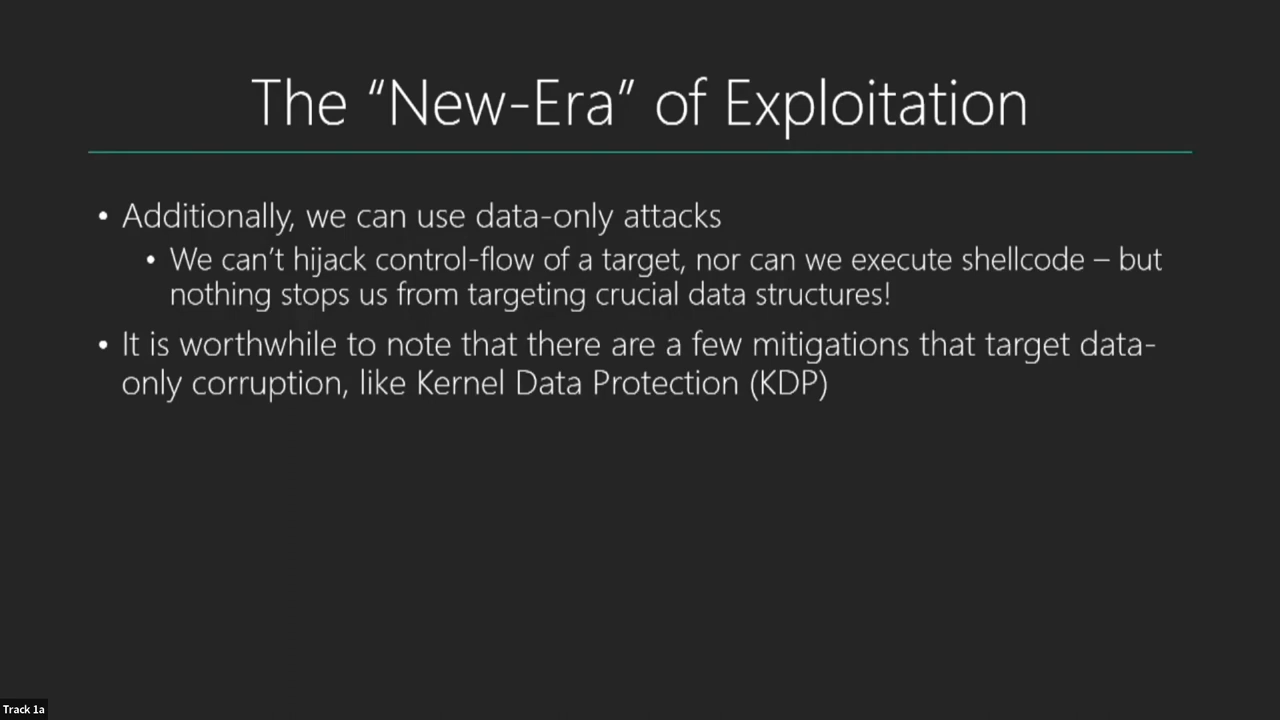 The “New-Era” of Exploitation
• Additionally, we can use data-only attacks
• We can’t hijack control-flow of a target, nor can we execute shellcode – but
nothing stops us from targeting crucial data structures!
• It is worthwhile to note that there are a few mitigations that target data-
only corruption, like Kernel Data Protection (KDP)
Track 1a